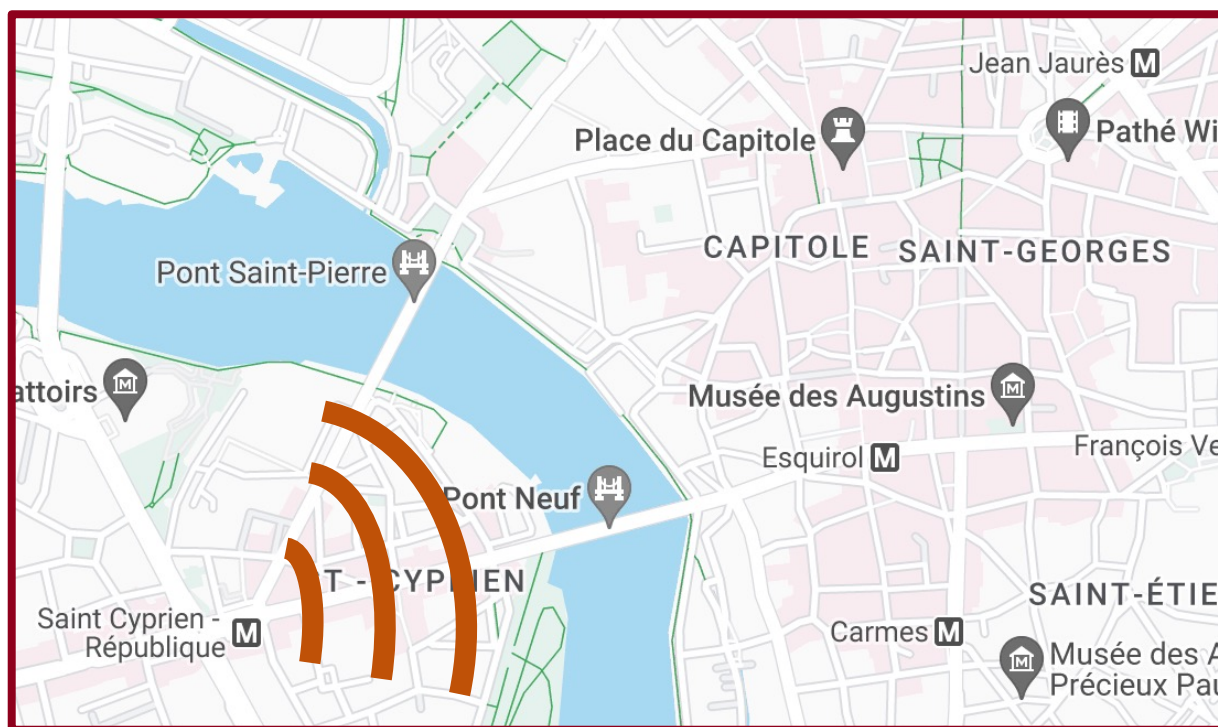 Jean Jaurès M
Place du Capitole
Pathé Wi
CAPITOLE
SAINT-GEORGES
Pont Saint-Pierre
attoirs
Musée des Augustins
Esquirol M
François Ve
Pont Neuf
T - CYPRIEN
Saint Cyprien -
République M
SAINT-ÉTIE
Carmes M
Musée des A
Précieux Pau